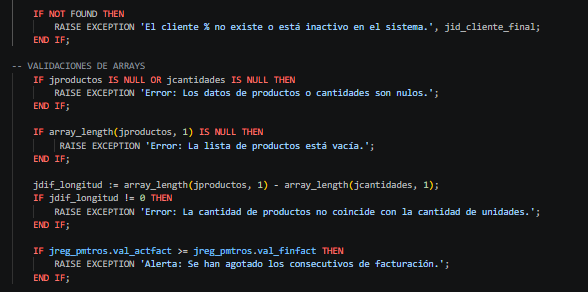 IF NOT FOUND THEN
RAISE EXCEPTION 'El cliente % no existe o está inactivo en el sistema.', jid_cliente_final;
END IF;
-- VALIDACIONES DE ARRAYS
IF jproductos IS NULL OR jcantidades IS NULL THEN
RAISE EXCEPTION 'Error: Los datos de productos o cantidades son nulos.';
END IF;
IF array_length(jproductos, 1) IS NULL THEN
RAISE EXCEPTION 'Error: La lista de productos está vacía.';
END IF;
jdif_longitud := array_length(jproductos, 1) - array_length(jcantidades, 1);
IF jdif_longitud != 0 THEN
RAISE EXCEPTION 'Error: La cantidad de productos no coincide con la cantidad de unidades.';
END IF;
IF jreg_pmtros.val_actfact >= jreg_pmtros.val_finfact THEN
RAISE EXCEPTION 'Alerta: Se han agotado los consecutivos de facturación.';
END IF;